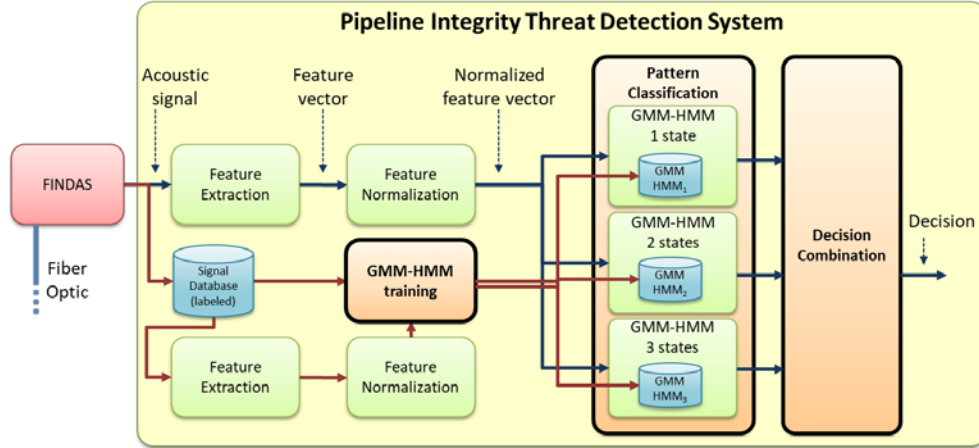 Pipeline Integrity Threat Detection System
Acoustic
signal
Feature
vector
Normalized
feature vector
Pattern
Classification
FINDAS
Fiber
Optic
Feature
Extraction
Feature
Normalization
GMM-HMM
1 state
GMM
HMM₁
Signal
Database
(labeled)
GMM-HMM
training
GMM-HMM
2 states
GMM
HMM₂
Feature
Extraction
Feature
Normalization
GMM-HMM
3 states
GMM
HMM₃
Decision
Combination
Decision